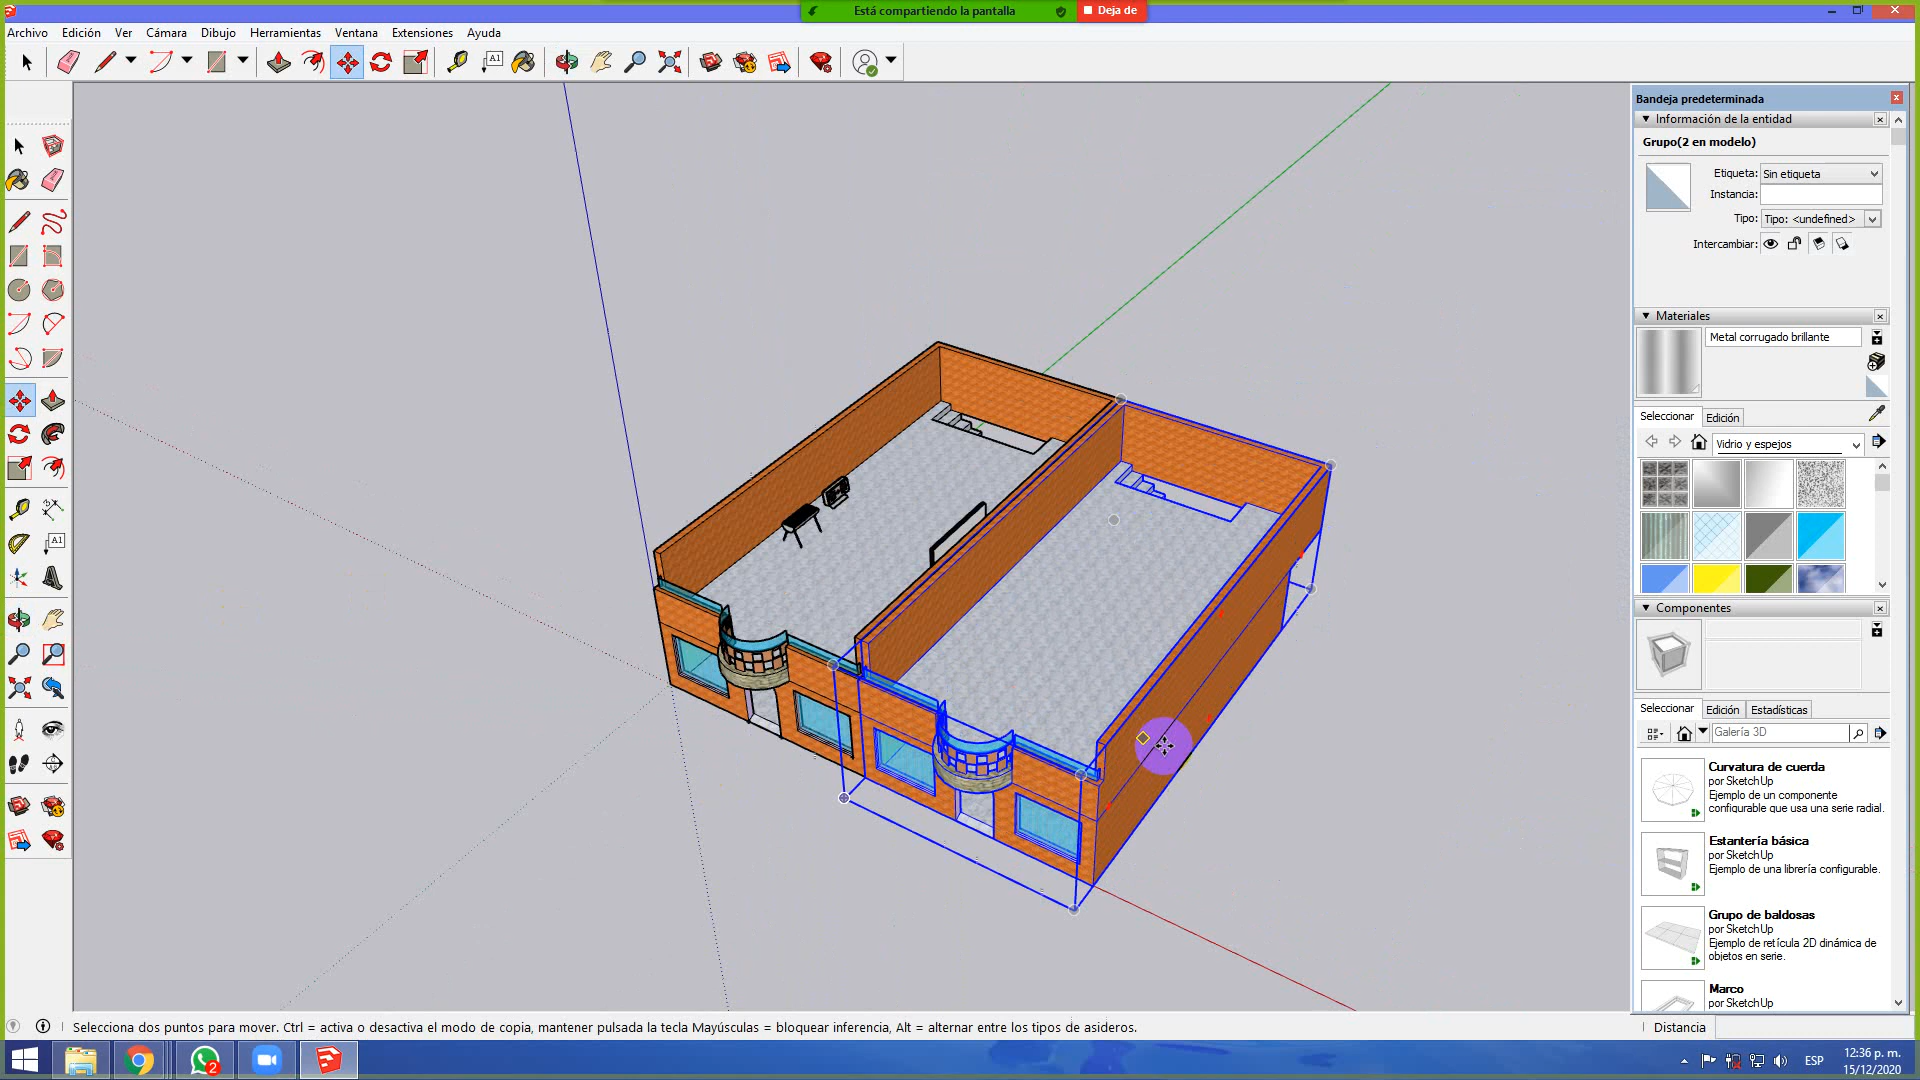 Está compartiendo la pantalla
Deja de
Archivo Edición Ver Cámara Dibujo Herramientas Ventana Extensiones Ayuda
A1
Bandeja predeterminada
Información de la entidad
Grupo(2 en modelo)
Etiqueta: Sin etiqueta
Instancia:
Tipo: Tipo: <undefined>
Intercambiar:
Materiales
Metal corrugado brillante
Seleccionar Edición
Vidrio y espejos
A1
Componentes
Seleccionar Edición Estadísticas
Galería 3D
Curvatura de cuerda
por SketchUp
Ejemplo de un componente
configurable que usa una serie radial.
Estantería básica
por SketchUp
Ejemplo de una librería configurable.
Grupo de baldosas
por SketchUp
Ejemplo de retícula 2D dinámica de
objetos en serie.
Marco
por SketchUp
Selecciona dos puntos para mover. Ctrl = activa o desactiva el modo de copia, mantener pulsada la tecla Mayúsculas = bloquear inferencia, Alt = alternar entre los tipos de asideros.
Distancia
2
ESP
12:36 p. m.
15/12/2020